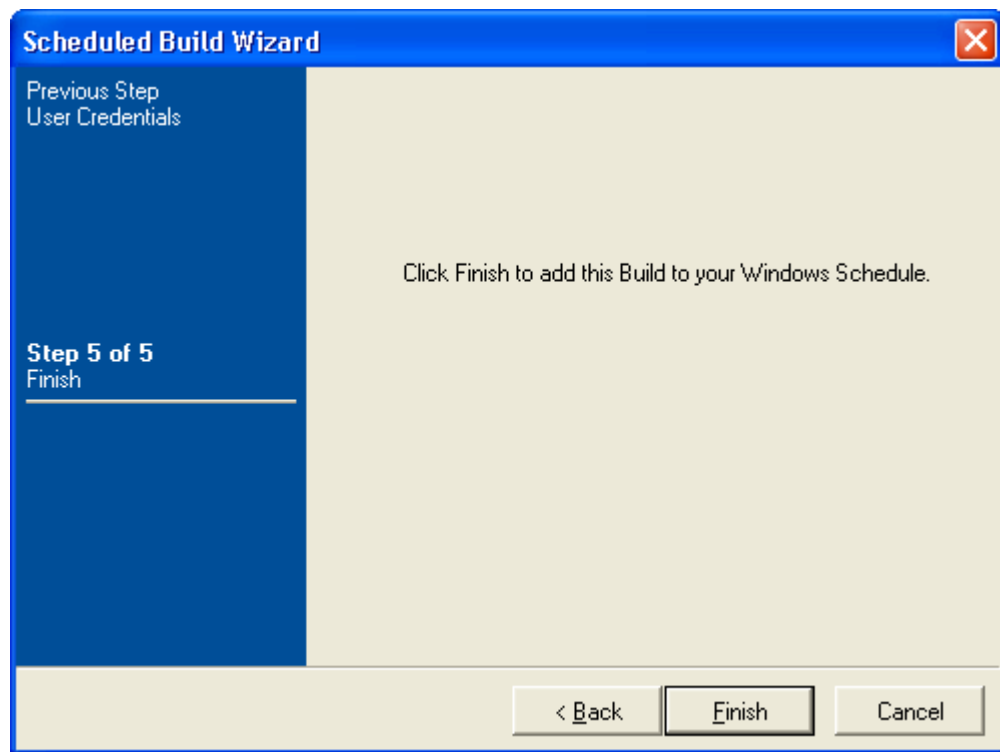 Scheduled Build Wizard
Previous Step
User Credentials
Step 5 of 5
Finish
Click Finish to add this Build to your Windows Schedule.
< Back
Finish
Cancel